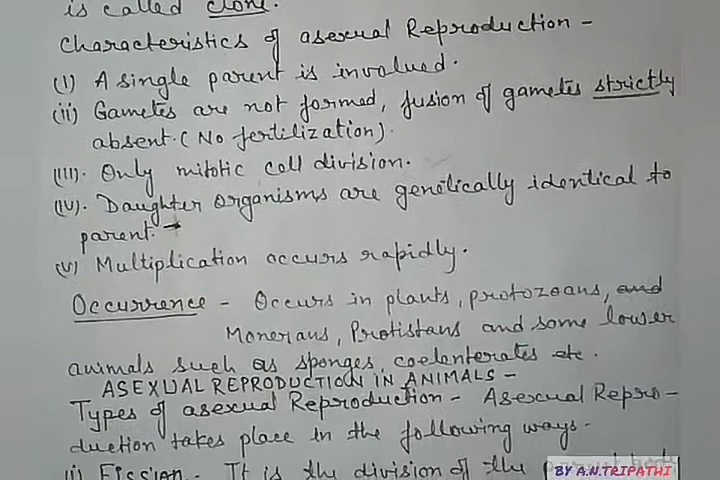 is called clone.
Characteristics of asexual Reproduction -
(I) A single parent is involved.
(ii) Gametes are not formed, fusion of gametes strictly
absent. (No fertilization).
(III). Only mitotic cell division.
(IV). Daughter organisms are genetically identical to
parent. →
(V) Multiplication occurs rapidly.
Occurrence - Occurs in plants, protozoans, and
Monerans, Protistans and some lower
animals such as sponges, coelenterates etc.
ASEXUAL REPRODUCTION IN ANIMALS -
Types of asexual Reproduction - Asexual Repro-
duction takes place in the following ways -
(i) Fission - It is the division of the
BY A.N.TRIPATHI